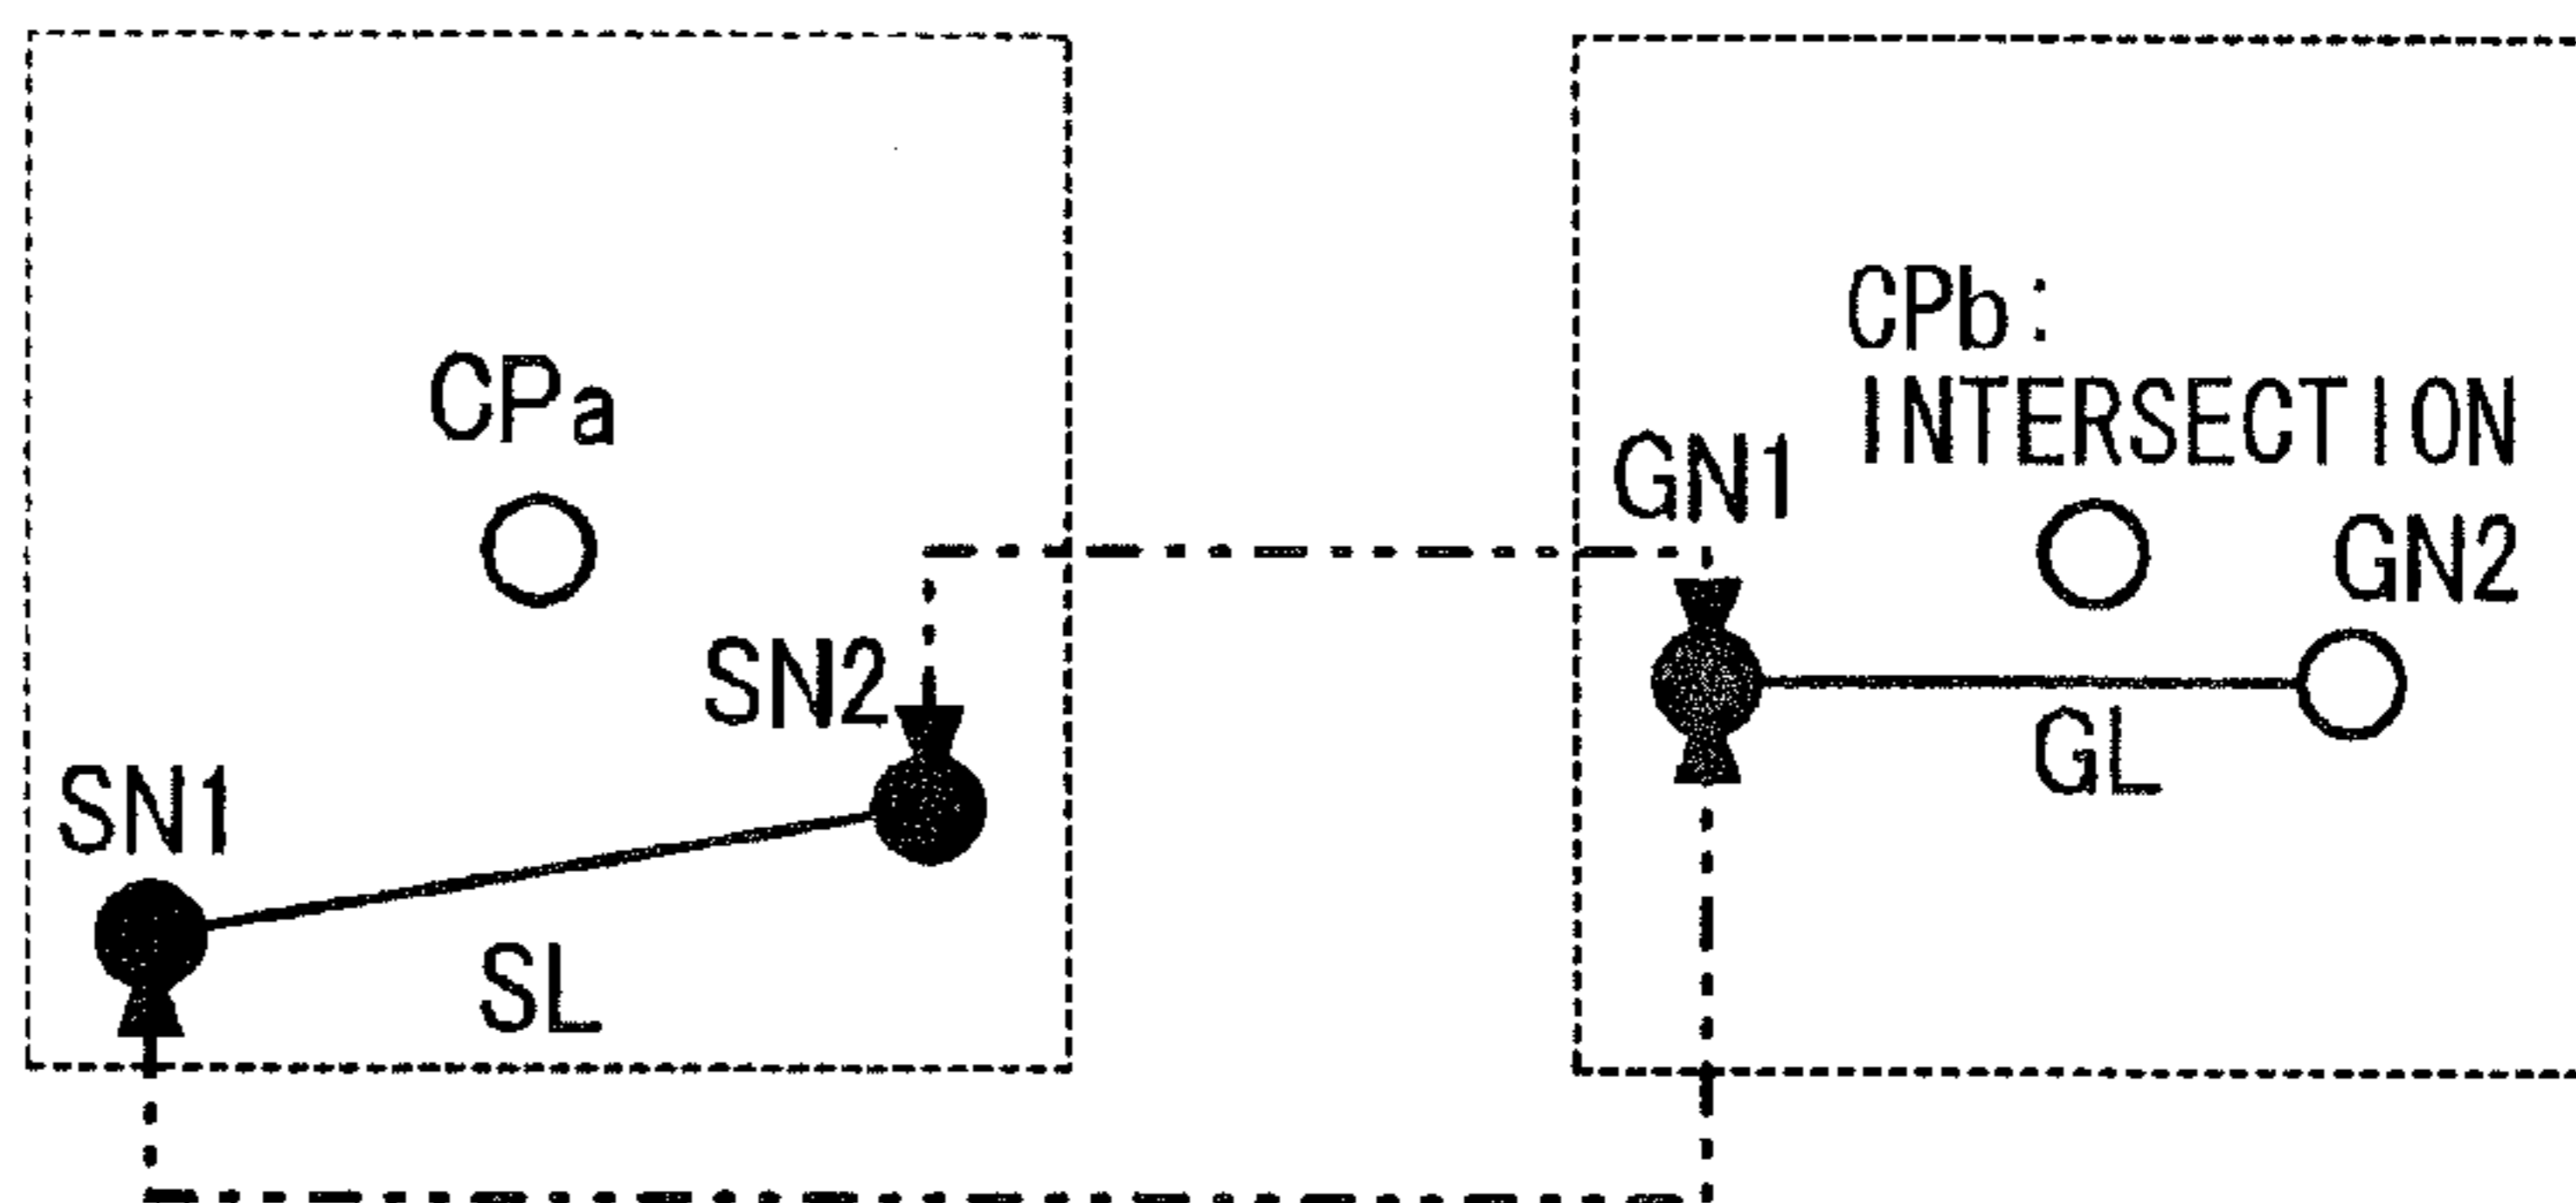 CPa
SN2
SN1
SL
CPb:
INTERSECTION
GN1
GN2
GL